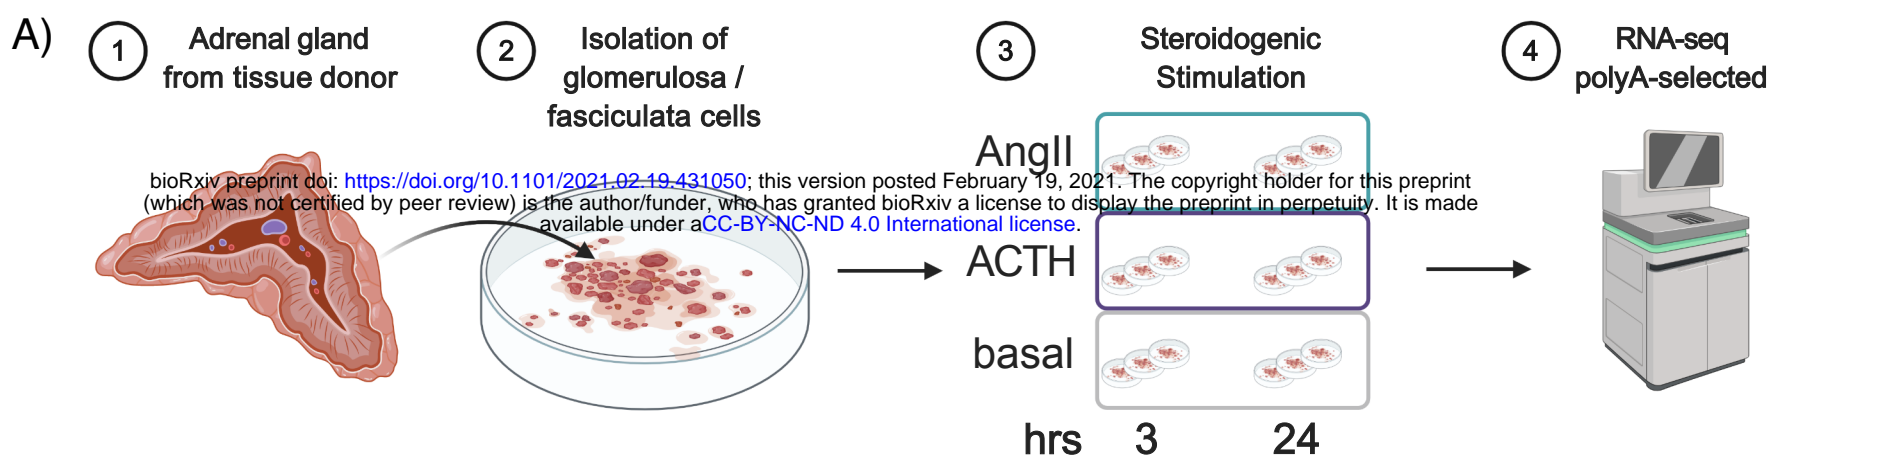 A)
1
Adrenal gland
from tissue donor
2
Isolation of
glomerulosa /
fasciculata cells
3
Steroidogenic
Stimulation
4
RNA-seq
polyA-selected
AngII
bioRxiv preprint doi: https://doi.org/10.1101/2021.02.19.431050; this version posted February 19, 2021. The copyright holder for this preprint
(which was not certified by peer review) is the author/funder, who has granted bioRxiv a license to display the preprint in perpetuity. It is made
available under aCC-BY-NC-ND 4.0 International license.
ACTH
basal
hrs 3 24